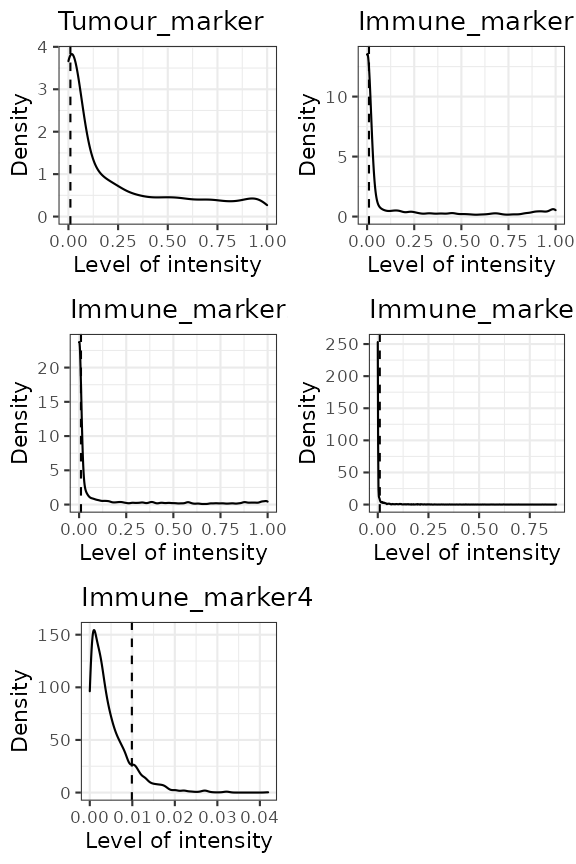 Tumour_marker
Density
4
3
2
1
0
0.00 0.25 0.50 0.75 1.00
Level of intensity
Immune_marker
Density
10
5
0
0.00 0.25 0.50 0.75 1.00
Level of intensity
Immune_marker
Density
20
15
10
5
0
0.00 0.25 0.50 0.75 1.00
Level of intensity
Immune_marke
Density
250
200
150
100
50
0
0.00 0.25 0.50 0.75
Level of intensity
Immune_marker4
Density
150
100
50
0
0.00 0.01 0.02 0.03 0.04
Level of intensity